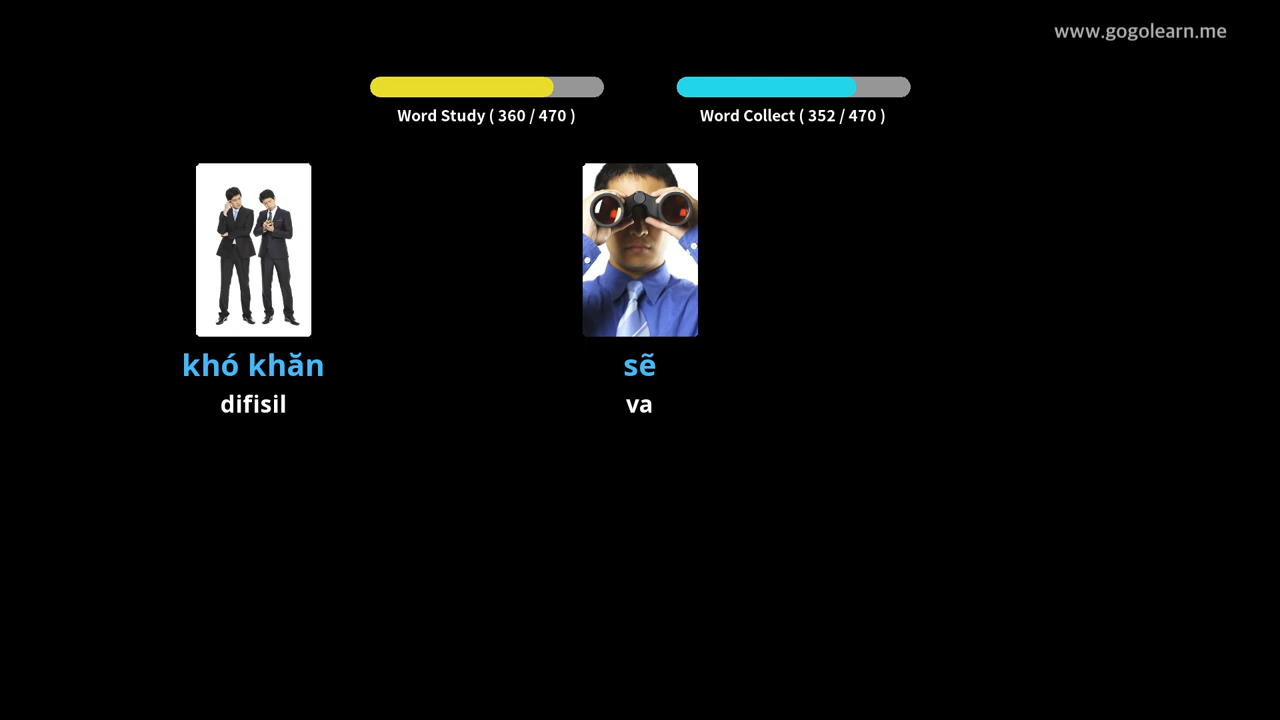 www.gogolearn.me
Word Study ( 360 / 470 )
Word Collect ( 352 / 470 )
khó khăn
difisil
sẽ
va